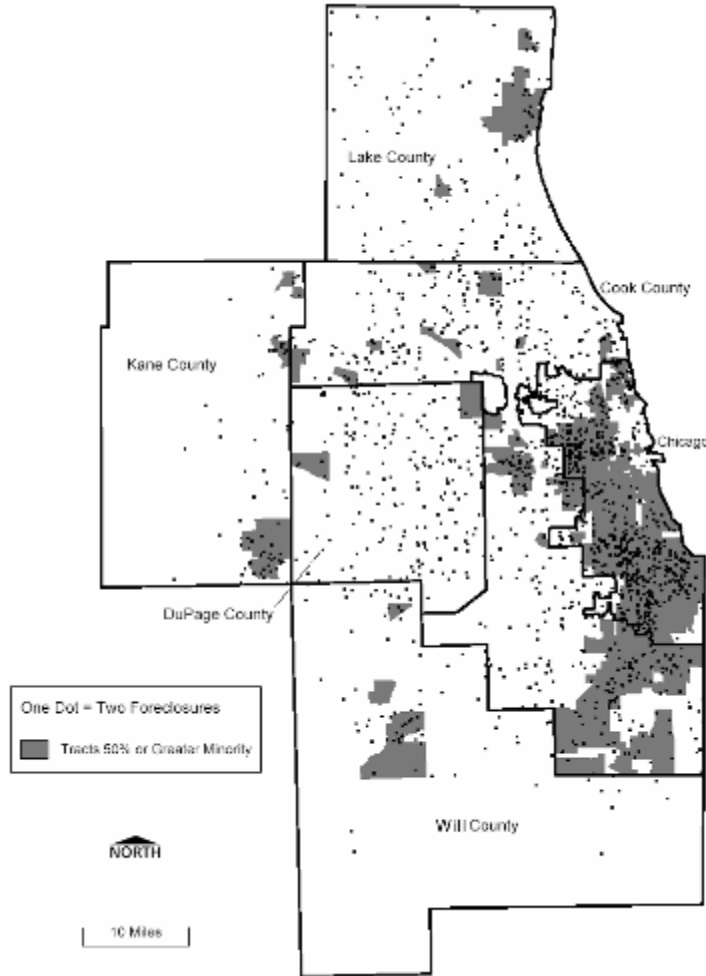 Lake County
Cook County
Kane County
Chicago
DuPage County
One Dot = Two Foreclosures
Tracts 50% or Greater Minority
Will County
NORTH
10 Miles